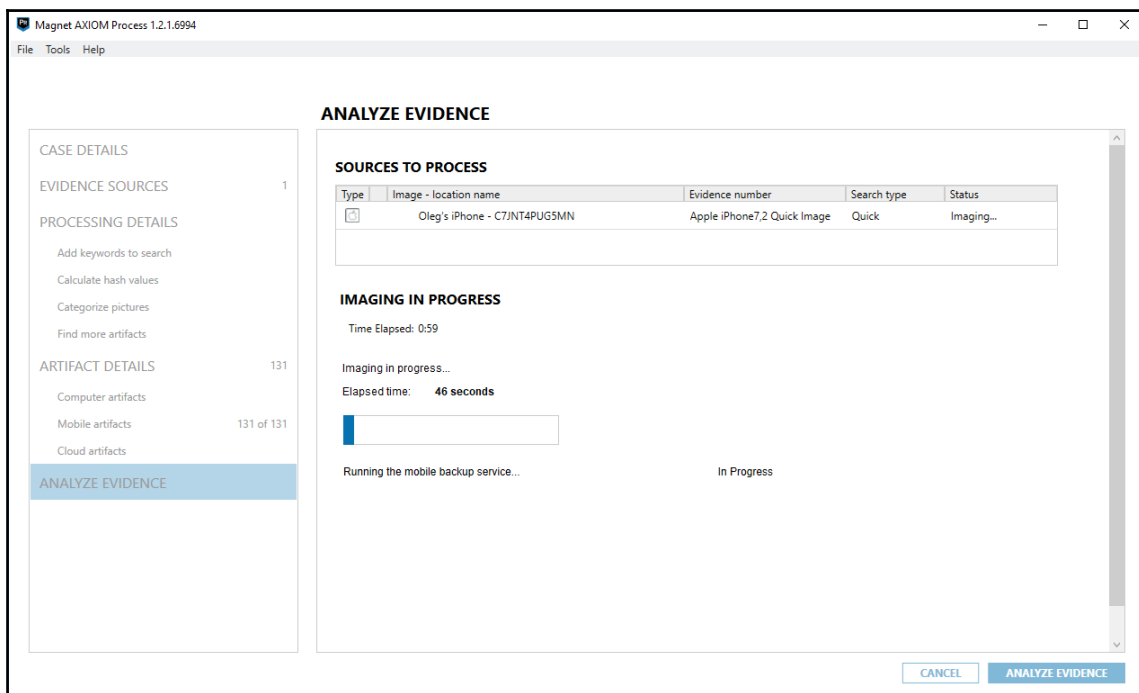 Magnet AXIOM Process 1.2.1.6994
File Tools Help
ANALYZE EVIDENCE
CASE DETAILS
EVIDENCE SOURCES 1
PROCESSING DETAILS
Add keywords to search
Calculate hash values
Categorize pictures
Find more artifacts
ARTIFACT DETAILS 131
Computer artifacts
Mobile artifacts 131 of 131
Cloud artifacts
ANALYZE EVIDENCE
SOURCES TO PROCESS
Type Image - location name Evidence number Search type Status
Oleg's iPhone - C7JNT4PUG5MN Apple iPhone7,2 Quick Image Quick Imaging...
IMAGING IN PROGRESS
Time Elapsed: 0:59
Imaging in progress...
Elapsed time: 46 seconds
Running the mobile backup service... In Progress
CANCEL ANALYZE EVIDENCE